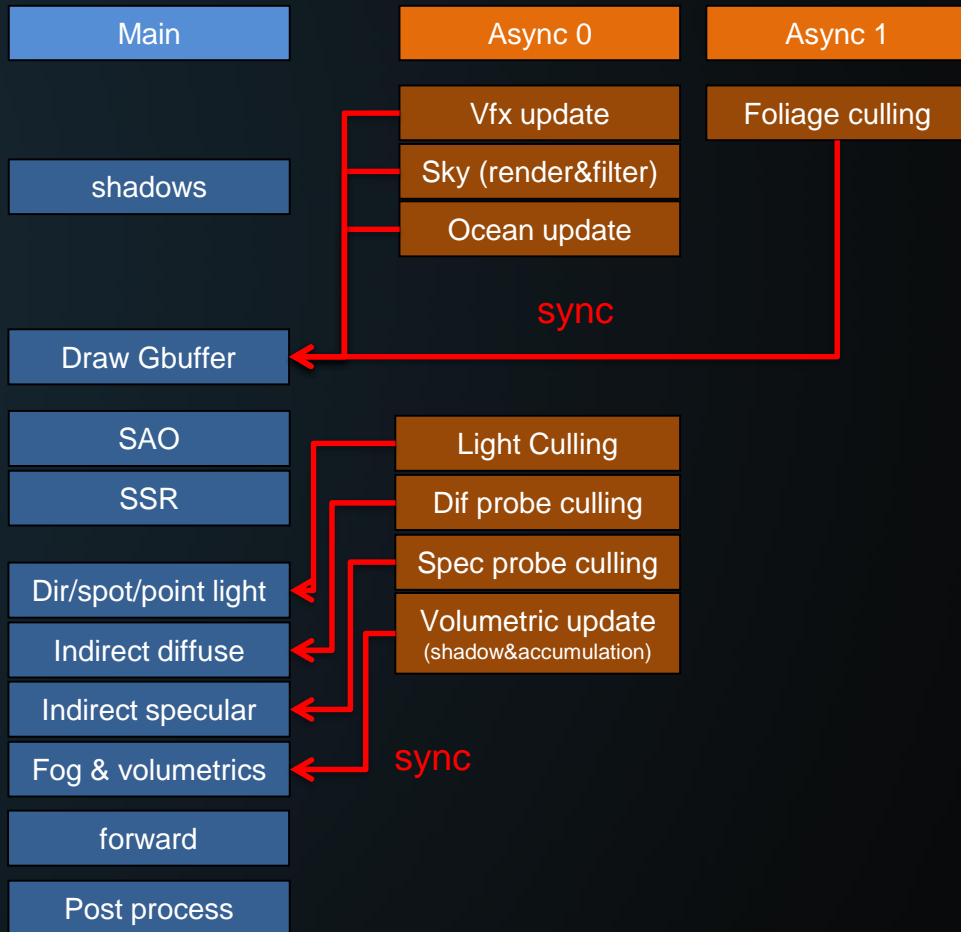 Main
Async 0
Async 1
Vfx update
Foliage culling
Sky (render&filter)
shadows
Ocean update
sync
Draw Gbuffer
SAO
Light Culling
SSR
Dif probe culling
Spec probe culling
Dir/spot/point light
Volumetric update
(shadow&accumulation)
Indirect diffuse
Indirect specular
Fog & volumetrics
sync
forward
Post process